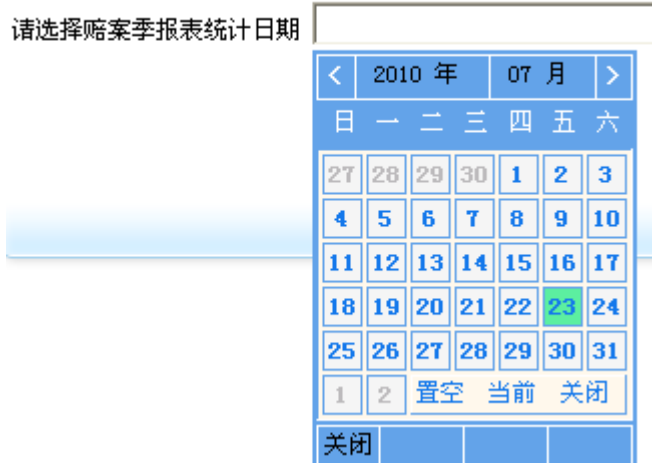 请选择赔案季报表统计日期
< 2010 年 07 月 >
日 一 二 三 四 五 六
27 28 29 30 1 2 3
4 5 6 7 8 9 10
11 12 13 14 15 16 17
18 19 20 21 22 23 24
25 26 27 28 29 30 31
1 2 置空 当前 关闭
关闭